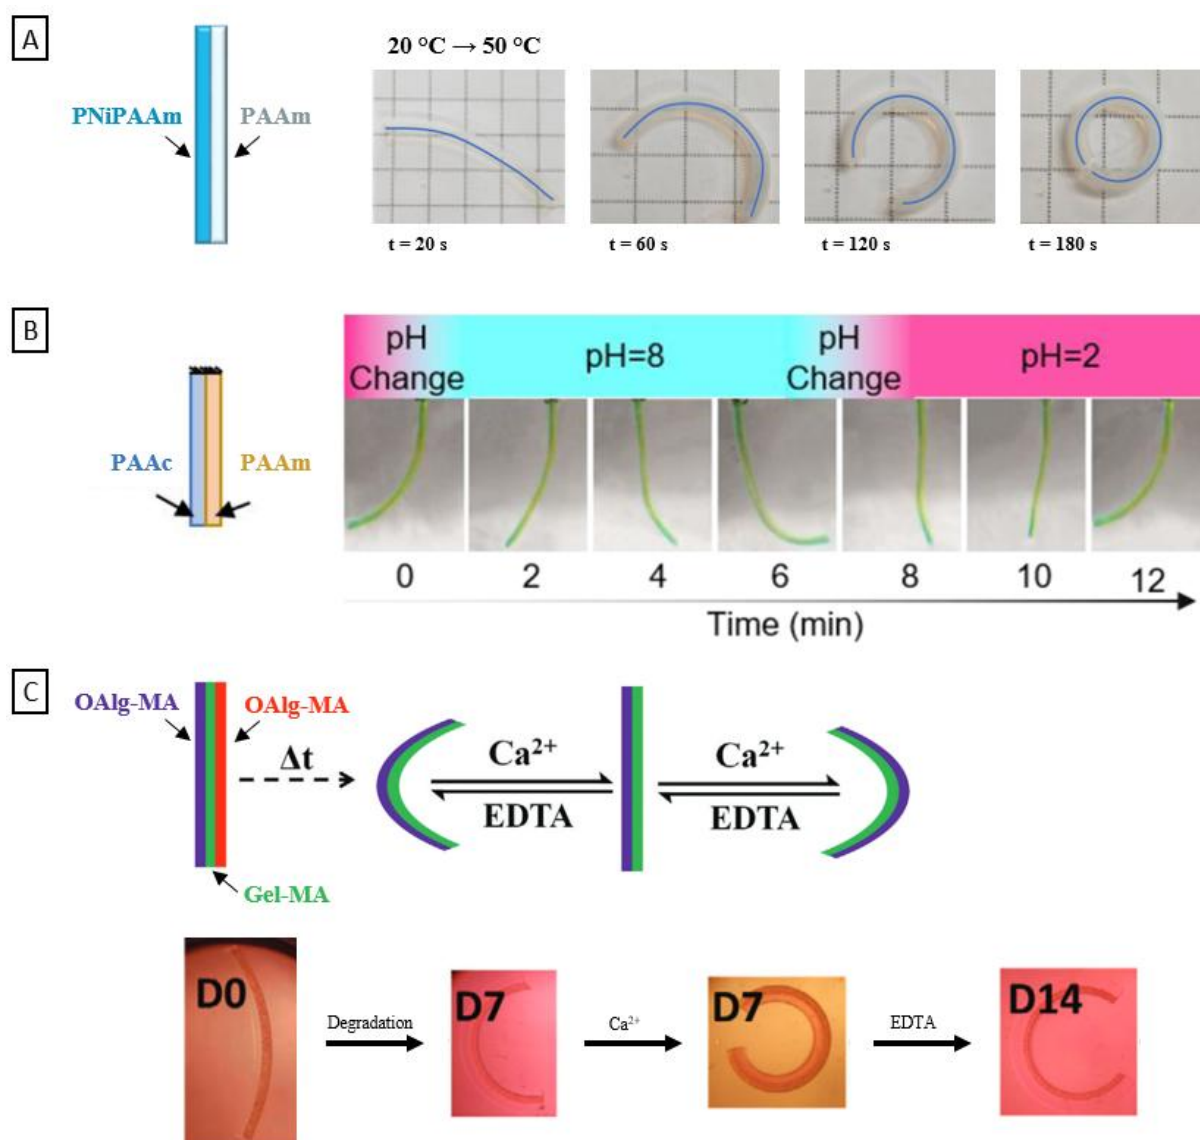 A
PNiPAAm
PAAm
20 °C → 50 °C
t = 20 s
t = 60 s
t = 120 s
t = 180 s
B
PAAc
PAAm
pH
Change
pH=8
pH
Change
pH=2
0
2
4
6
8
10
12
Time (min)
C
OAlg-MA
OAlg-MA
Gel-MA
Δt
Ca²⁺
EDTA
Ca²⁺
EDTA
D0
Degradation
D7
Ca²⁺
D7
EDTA
D14